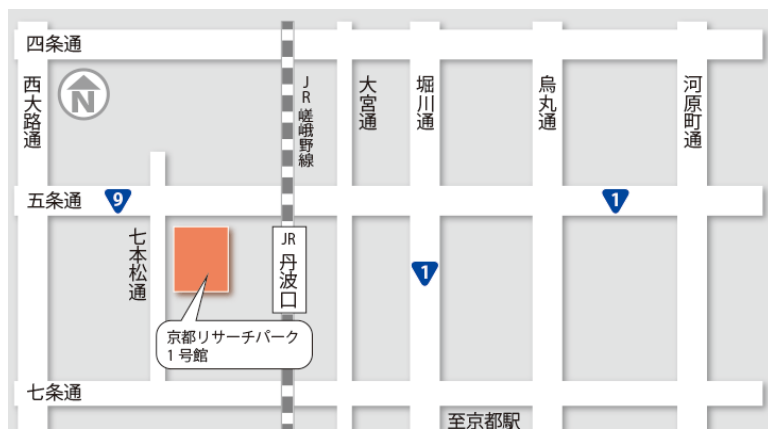 四条通
西大路通
N
JR嵯峨野線
大宮通
堀川通
烏丸通
河原町通
五条通
9
1
七本松通
JR
丹波口
1
京都リサーチパーク
1号館
七条通
至京都駅